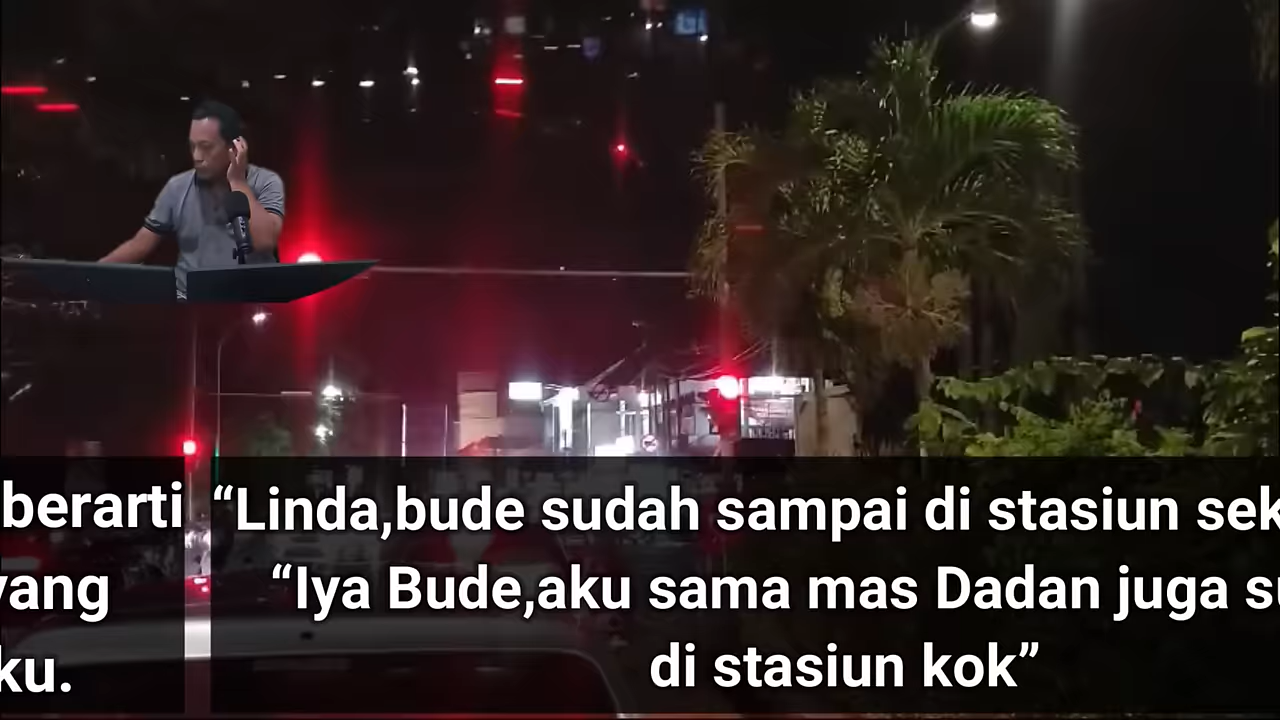 berarti
yang
ku.
“Linda,bude sudah sampai di stasiun sek
“Iya Bude,aku sama mas Dadan juga su
di stasiun kok”